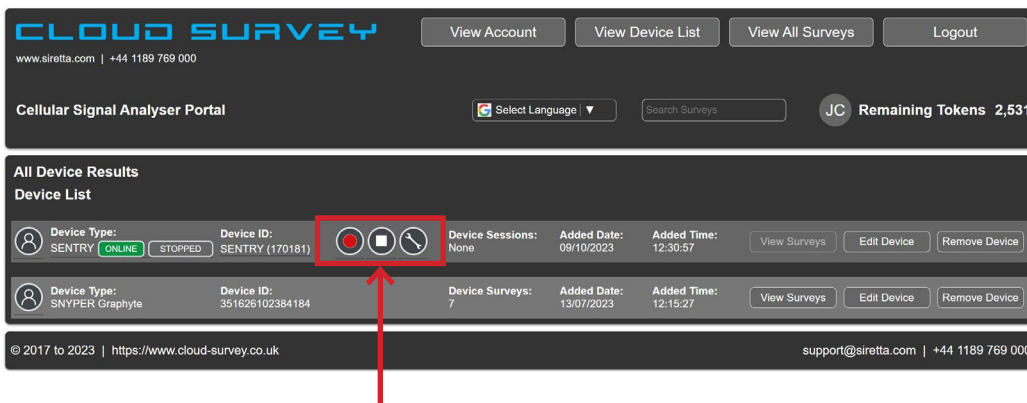 CLOUD SURVEY
View Account
View Device List
View All Surveys
Logout
www.siretta.com | +44 1189 769 000
Cellular Signal Analyser Portal
G Select Language | ▼
Search Surveys
JC
Remaining Tokens 2,531
All Device Results
Device List
Device Type:
SENTRY ONLINE STOPPED
Device ID:
SENTRY (170181)
Device Sessions:
None
Added Date:
09/10/2023
Added Time:
12:30:57
View Surveys
Edit Device
Remove Device
Device Type:
SNYPER Graphyte
Device ID:
351626102384184
Device Surveys:
7
Added Date:
13/07/2023
Added Time:
12:15:27
View Surveys
Edit Device
Remove Device
© 2017 to 2023 | https://www.cloud-survey.co.uk
support@siretta.com | +44 1189 769 000